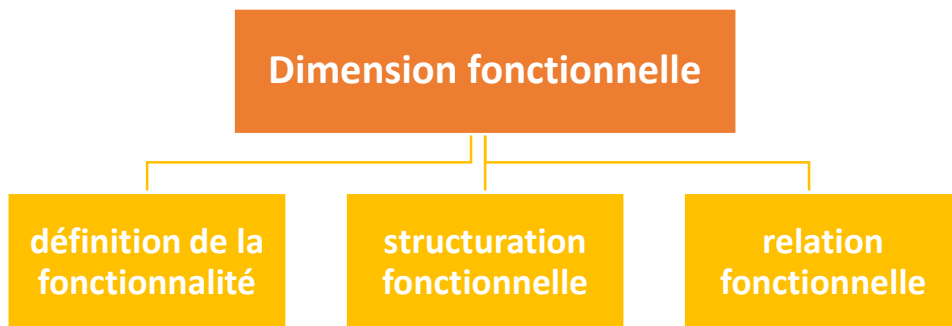 Dimension fonctionnelle
définition de la
fonctionnalité
structuration
fonctionnelle
relation
fonctionnelle